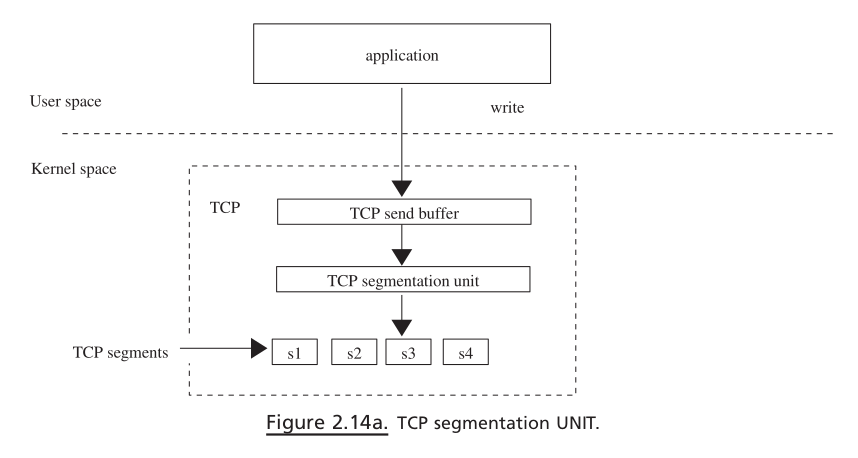 application
User space
write
Kernel space
TCP
TCP send buffer
TCP segmentation unit
TCP segments
s1 s2 s3 s4
Figure 2.14a. TCP segmentation UNIT.